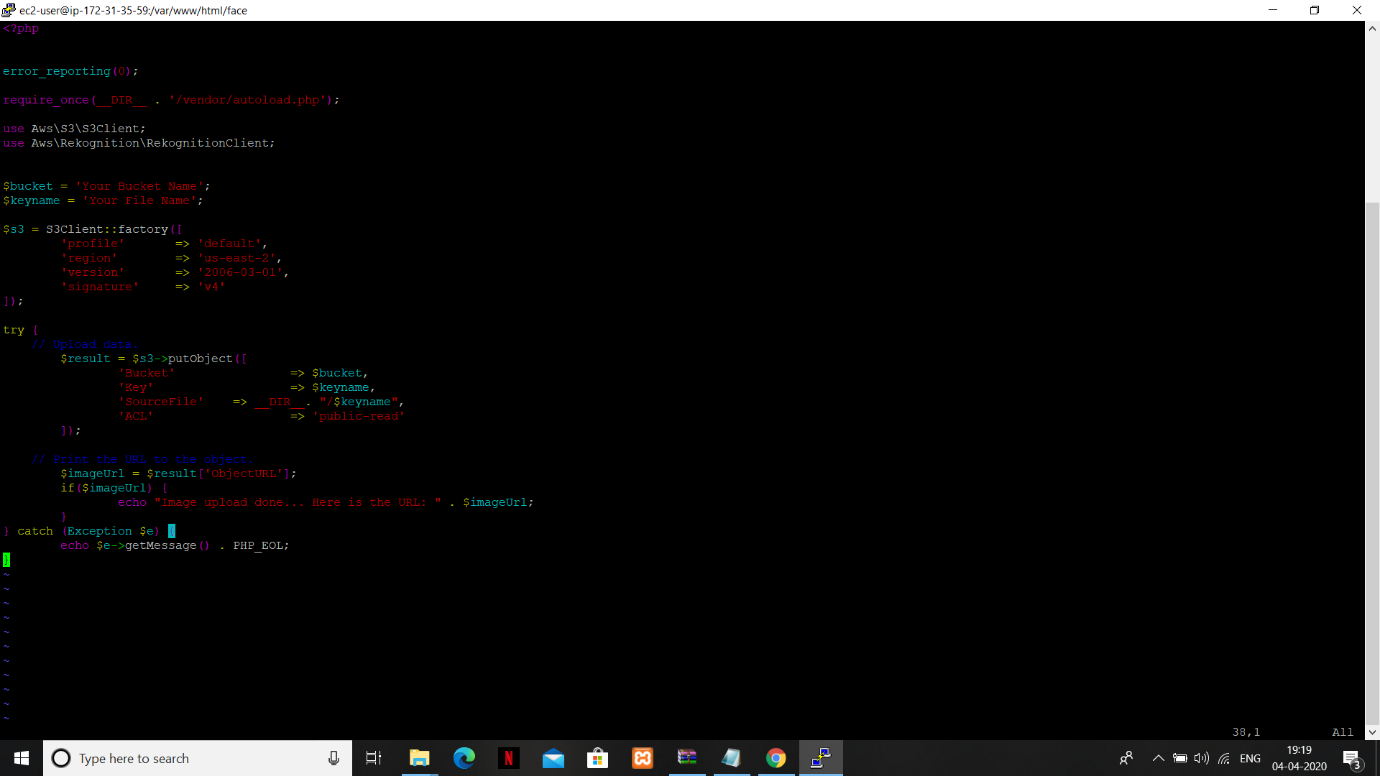 ec2-user@ip-172-31-35-59:/var/www/html/face
<?php
error_reporting(0);
require_once(__DIR__ . '/vendor/autoload.php');
use Aws\S3\S3Client;
use Aws\Rekognition\RekognitionClient;
$bucket = 'Your Bucket Name';
$keyname = 'Your File Name';
$s3 = S3Client::factory([
'profile' => 'default',
'region' => 'us-east-2',
'version' => '2006-03-01',
'signature' => 'v4'
]);
try {
// Upload data.
$result = $s3->putObject([
'Bucket' => $bucket,
'Key' => $keyname,
'SourceFile' => __DIR__. "/$keyname",
'ACL' => 'public-read'
]);
// Print the URL to the object.
$imageUrl = $result['ObjectURL'];
if($imageUrl) {
echo "Image upload done... Here is the URL: " . $imageUrl;
}
} catch (Exception $e) {
echo $e->getMessage() . PHP_EOL;
}
~
~
~
~
~
~
~
~
~
~
~
38,1 All
Type here to search
N
ENG
19:19
04-04-2020
3